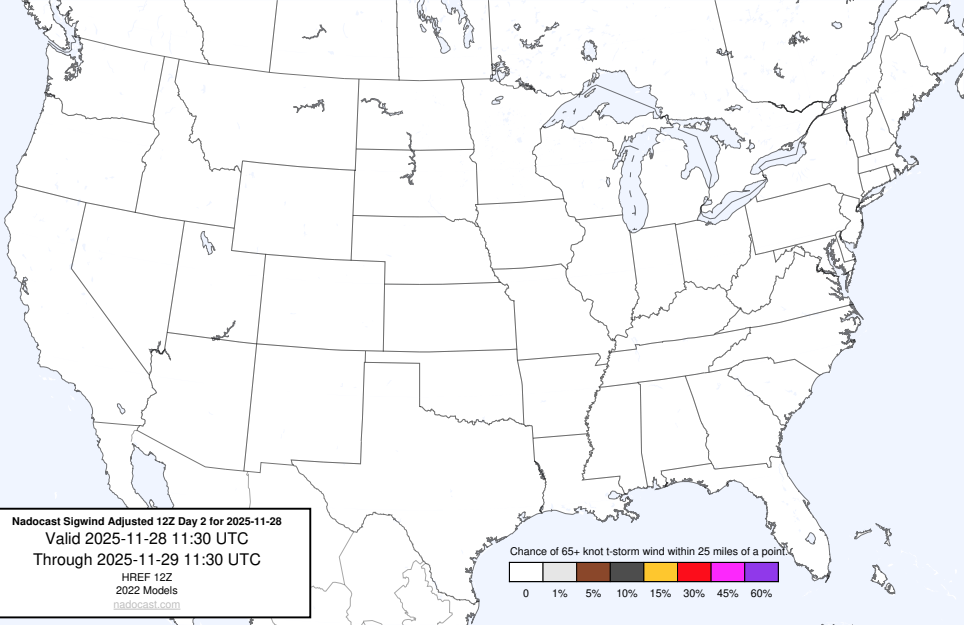 Nadocast Sigwind Adjusted 12Z Day 2 for 2025-11-28
Valid 2025-11-28 11:30 UTC
Through 2025-11-29 11:30 UTC
HREF 12Z
2022 Models
nadocast.com
Chance of 65+ knot t-storm wind within 25 miles of a point.
0 1% 5% 10% 15% 30% 45% 60%